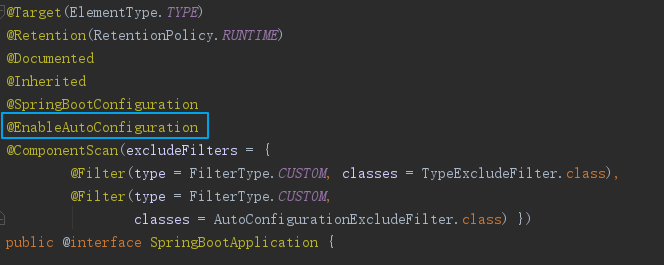 @Target(ElementType.TYPE)
@Retention(RetentionPolicy.RUNTIME)
@Documented
@Inherited
@SpringBootConfiguration
@EnableAutoConfiguration
@ComponentScan(excludeFilters = {
@Filter(type = FilterType.CUSTOM, classes = TypeExcludeFilter.class),
@Filter(type = FilterType.CUSTOM,
classes = AutoConfigurationExcludeFilter.class) })
public @interface SpringBootApplication {